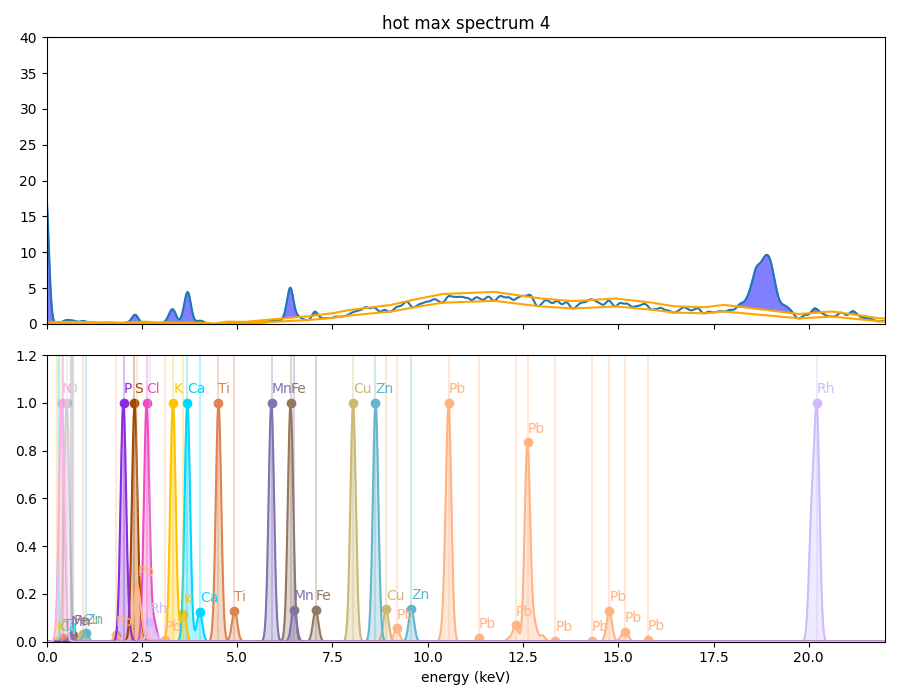 hot max spectrum 4
40
35
30
25
20
15
10
5
0
1.2
1.0
0.8
0.6
0.4
0.2
0.0
P S Cl K Ca Ti Mn Fe Cu Zn Pb Rh
Pb
Rh K Ca Ti Mn Fe Cu Zn Pb Pb Pb
Pb Pb Pb Pb Pb Pb
0.0 2.5 5.0 7.5 10.0 12.5 15.0 17.5 20.0
energy (keV)